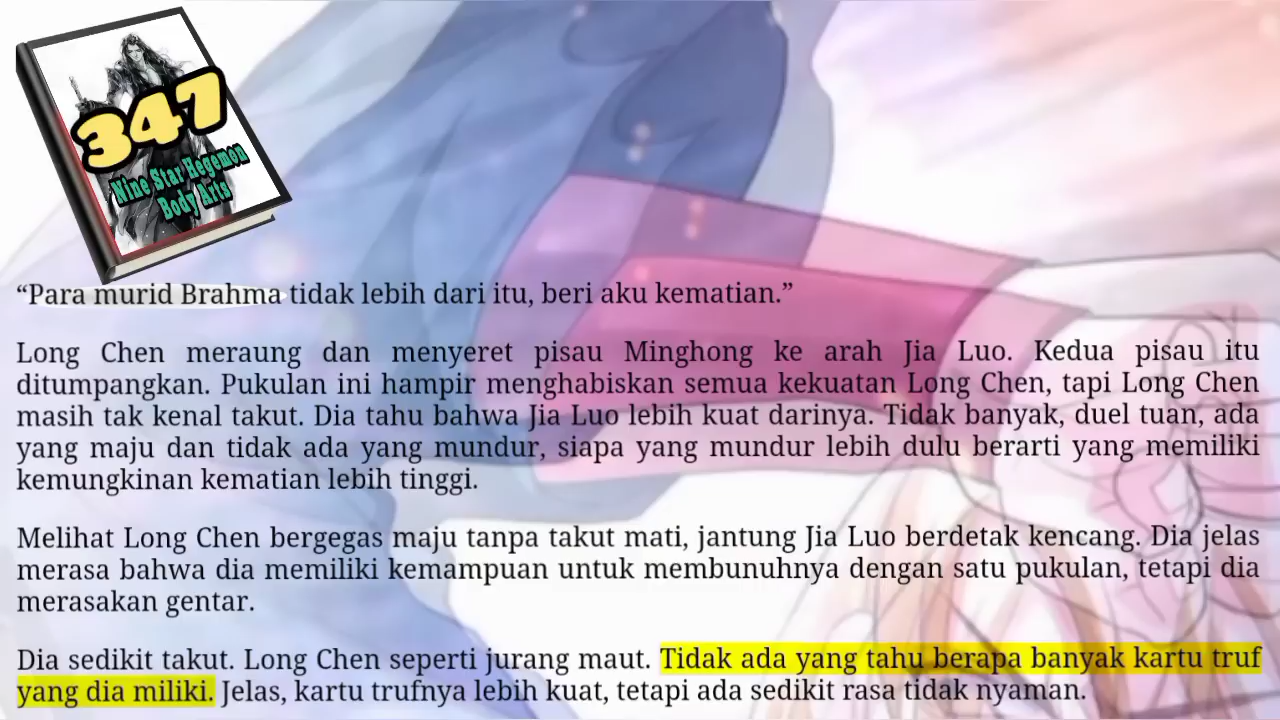 347
Nine Star Hegemon
Body Arts
“Para murid Brahma tidak lebih dari itu, beri aku kematian.”
Long Chen meraung dan menyeret pisau Minghong ke arah Jia Luo. Kedua pisau itu
ditumpangkan. Pukulan ini hampir menghabiskan semua kekuatan Long Chen, tapi Long Chen
masih tak kenal takut. Dia tahu bahwa Jia Luo lebih kuat darinya. Tidak banyak, duel tuan, ada
yang maju dan tidak ada yang mundur, siapa yang mundur lebih dulu berarti yang memiliki
kemungkinan kematian lebih tinggi.
Melihat Long Chen bergegas maju tanpa takut mati, jantung Jia Luo berdetak kencang. Dia jelas
merasa bahwa dia memiliki kemampuan untuk membunuhnya dengan satu pukulan, tetapi dia
merasakan gentar.
Dia sedikit takut. Long Chen seperti jurang maut. Tidak ada yang tahu berapa banyak kartu truf
yang dia miliki. Jelas, kartu trufnya lebih kuat, tetapi ada sedikit rasa tidak nyaman.